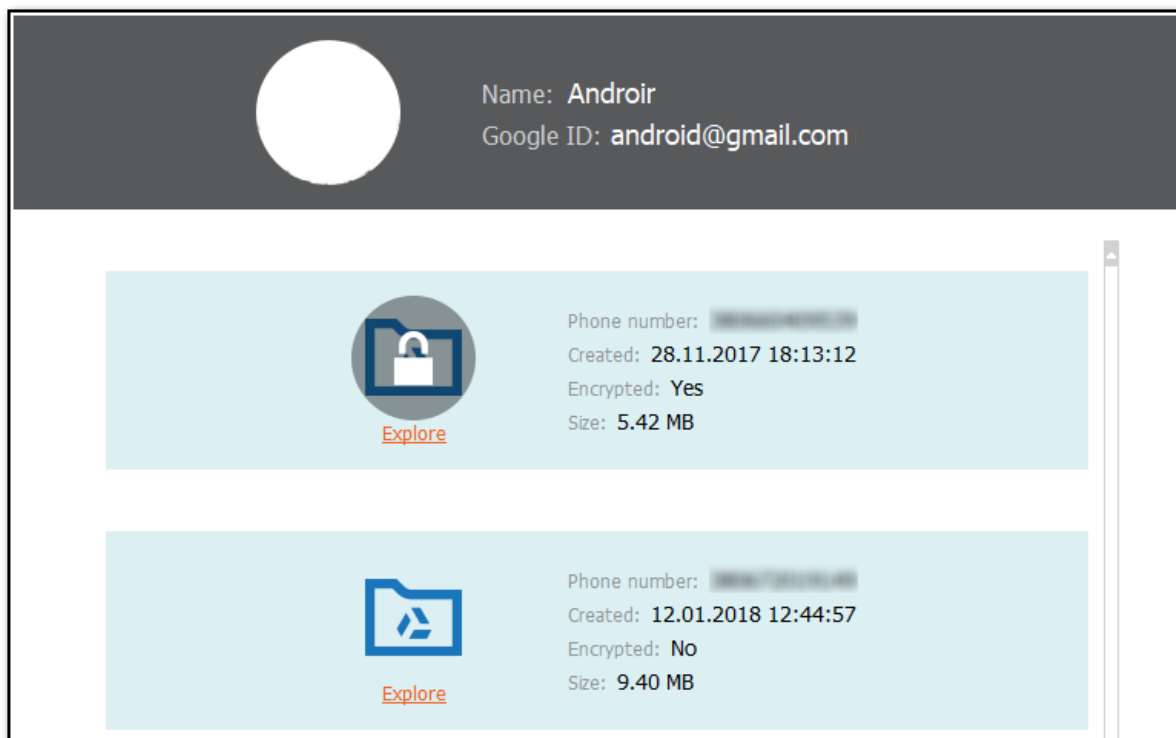 Name: Androir
Google ID: android@gmail.com
Phone number:
Created: 28.11.2017 18:13:12
Encrypted: Yes
Size: 5.42 MB
Explore
Phone number:
Created: 12.01.2018 12:44:57
Encrypted: No
Size: 9.40 MB
Explore